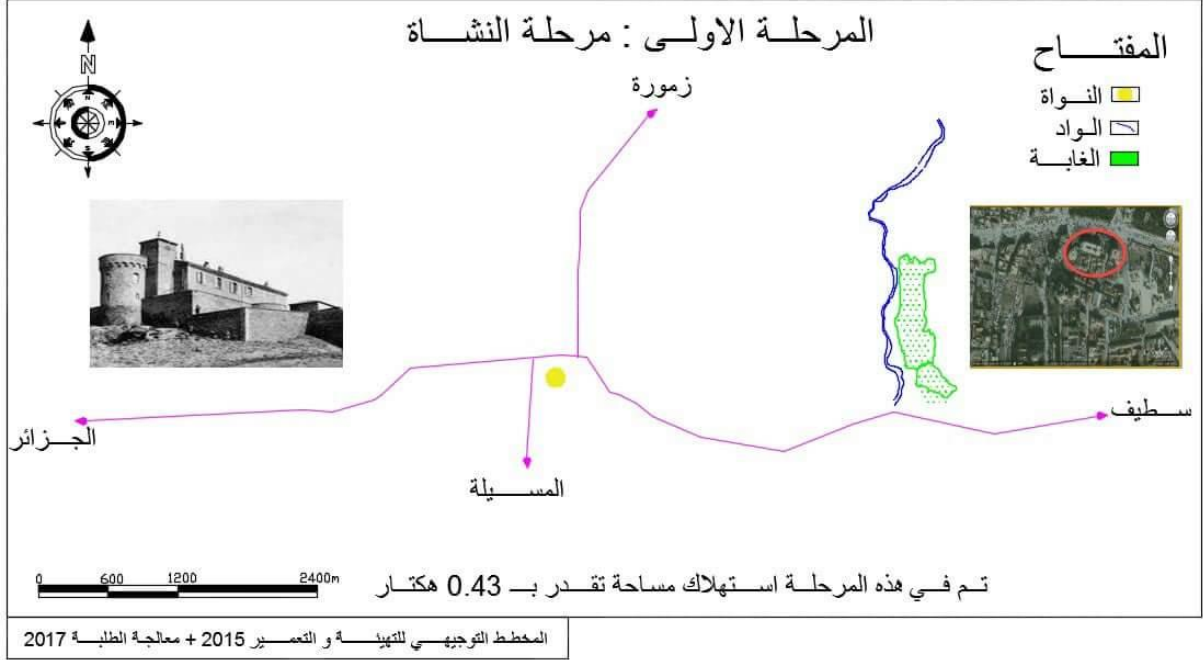 المرحلة الاولى : مرحلة النشاة
المفتاح
النواة
الواد
الغابة
N
زمورة
سطيف
الجزائر
المسيلة
0 600 1200 2400m
تم في هذه المرحلة استهلاك مساحة تقدر بـ 0.43 هكتار
المخطط التوجيهي للتهيئة و التعمير 2015 + معالجة الطلبة 2017